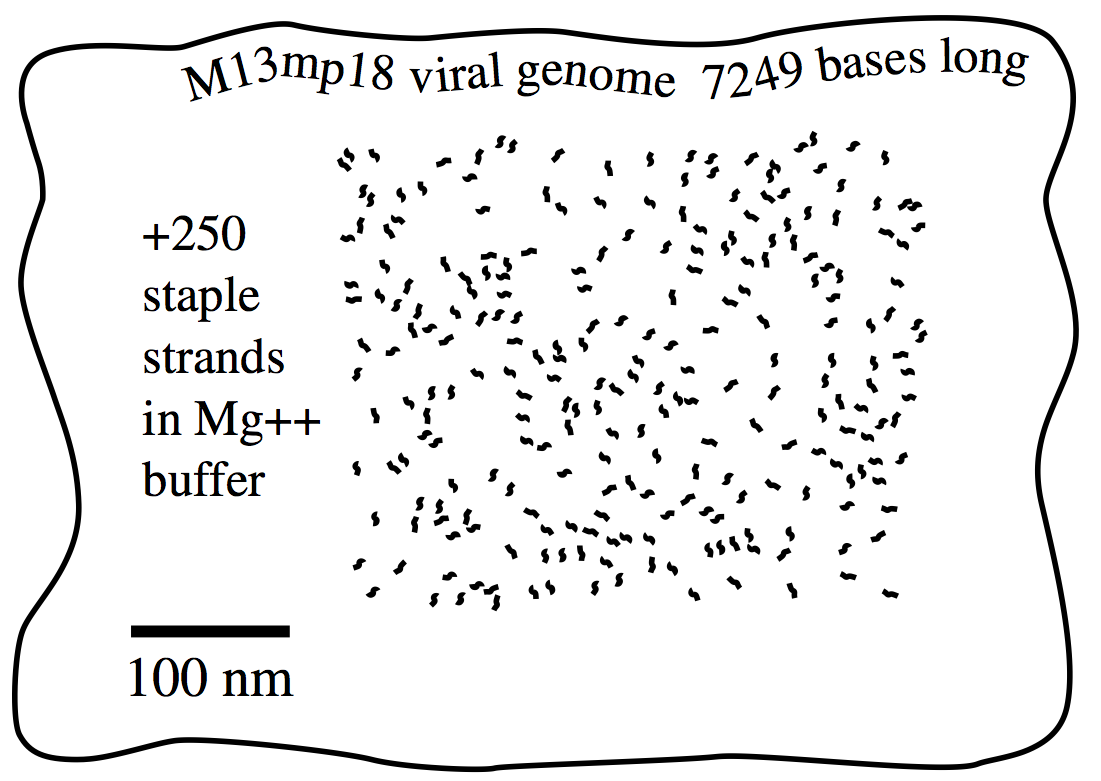 M13mp18 viral genome 7249 bases long
+250
staple
strands
in Mg++
buffer
100 nm